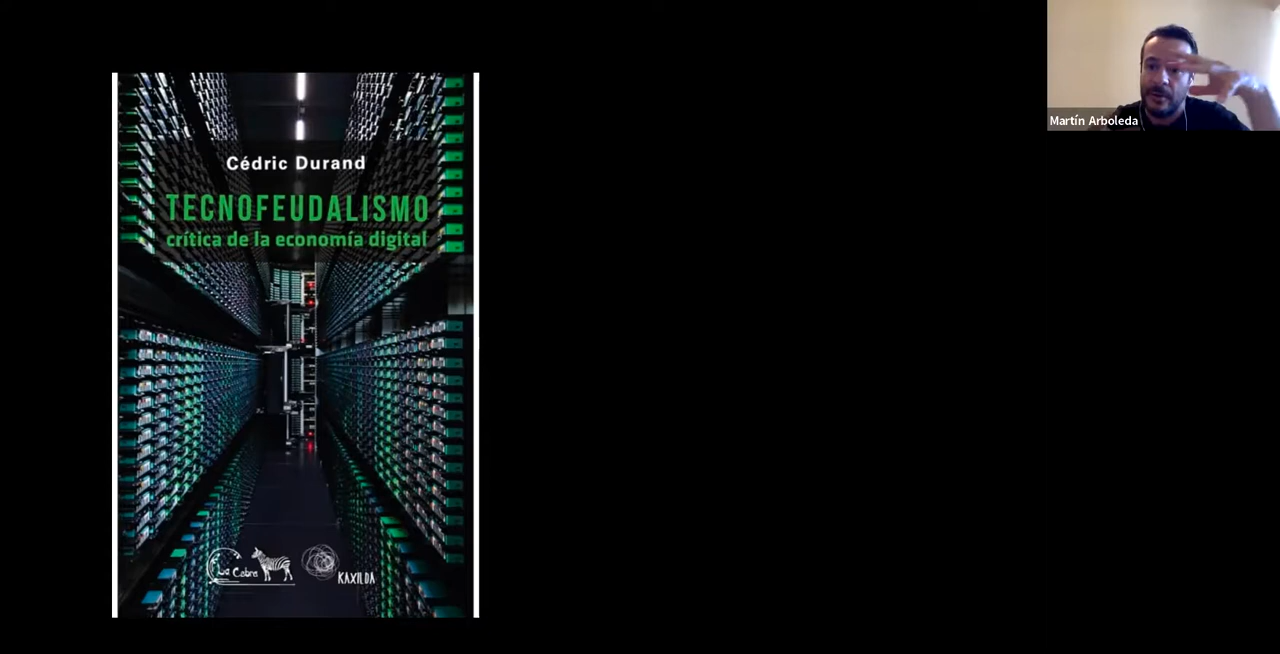 Cédric Durand
TECNOFEUDALISMO
crítica de la economía digital
La Cebra
KAXILDA
Martín Arboleda